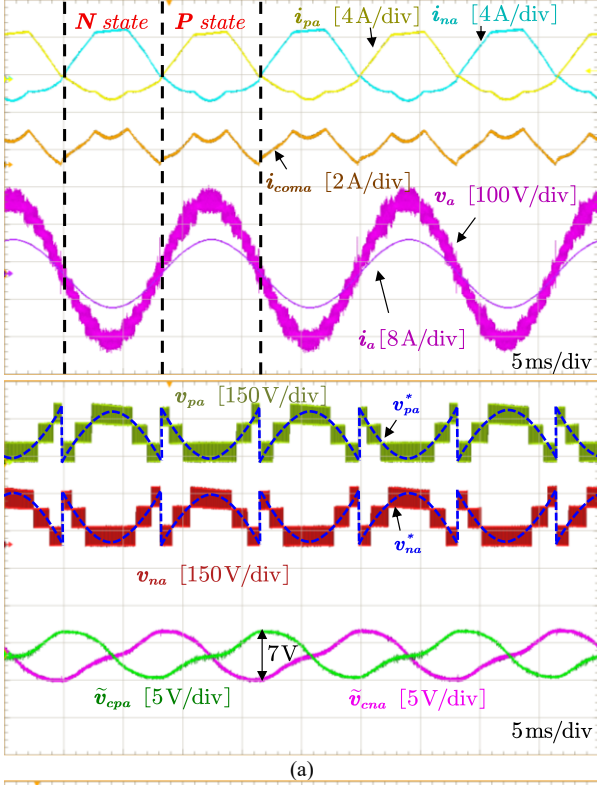 N state P state i_pa [4A/div] i_na [4A/div]
i_coma [2A/div] v_a [100V/div]
i_a[8A/div]
5ms/div
v_pa [150V/div] v*_pa
v*_na
v_na [150V/div]
7V
ṽ_cpa [5V/div] ṽ_cna [5V/div]
5ms/div
(a)